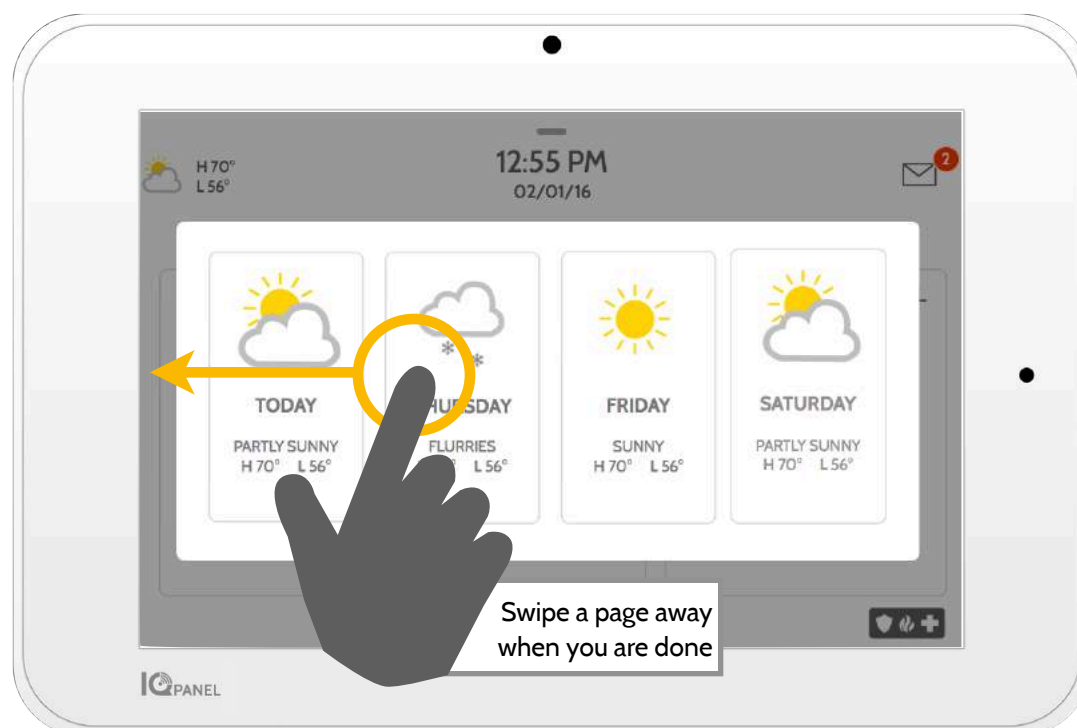 H 70°
L 56°
12:55 PM
02/01/16
2
TODAY
PARTLY SUNNY
H 70° L 56°
HURSDAY
FLURRIES
° L 56°
FRIDAY
SUNNY
H 70° L 56°
SATURDAY
PARTLY SUNNY
H 70° L 56°
Swipe a page away
when you are done
IQ PANEL